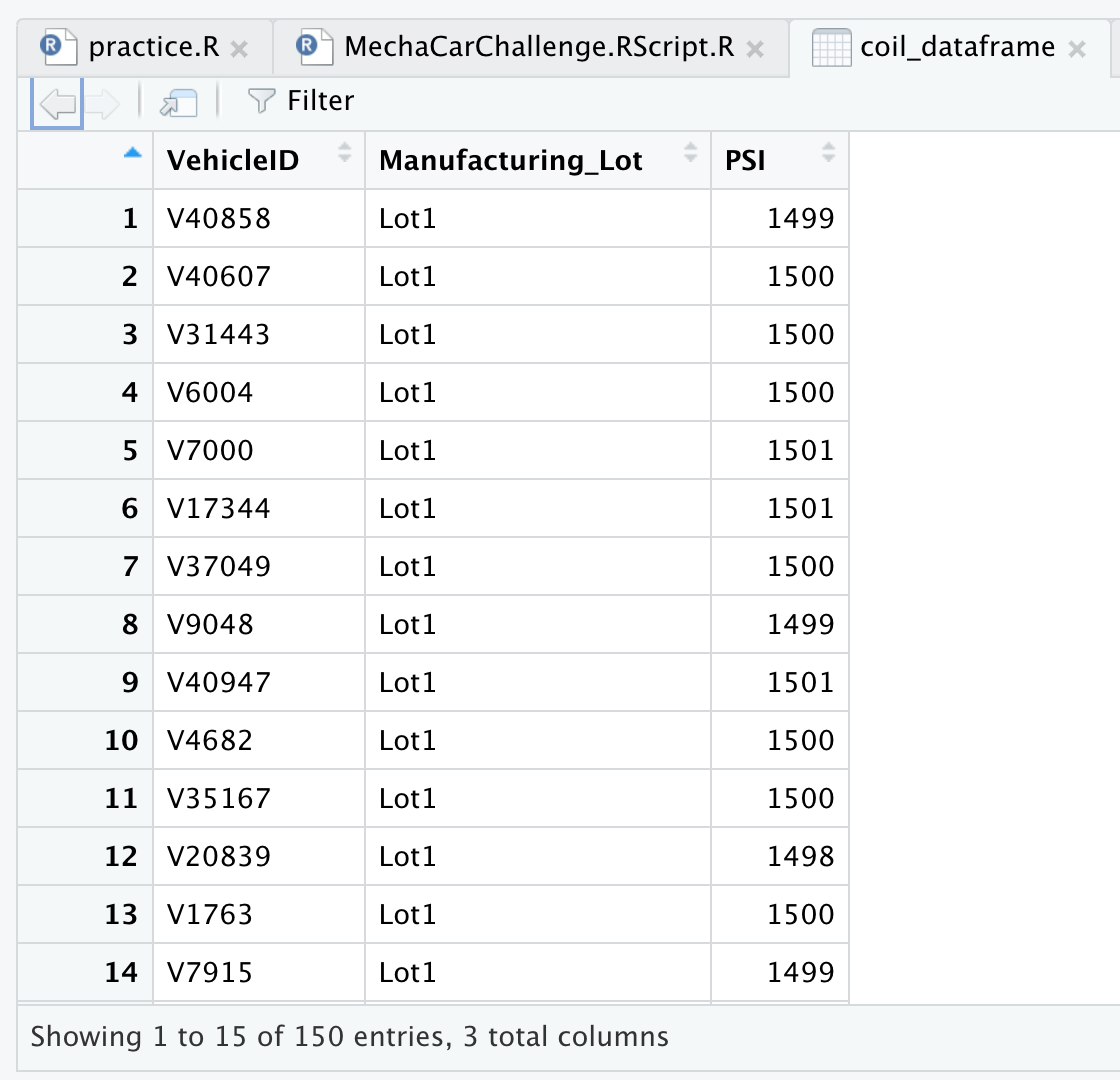 practice.R MechaCarChallenge.RScript.R coil_dataframe
Filter
VehicleID Manufacturing_Lot PSI
1 V40858 Lot1 1499
2 V40607 Lot1 1500
3 V31443 Lot1 1500
4 V6004 Lot1 1500
5 V7000 Lot1 1501
6 V17344 Lot1 1501
7 V37049 Lot1 1500
8 V9048 Lot1 1499
9 V40947 Lot1 1501
10 V4682 Lot1 1500
11 V35167 Lot1 1500
12 V20839 Lot1 1498
13 V1763 Lot1 1500
14 V7915 Lot1 1499
Showing 1 to 15 of 150 entries, 3 total columns